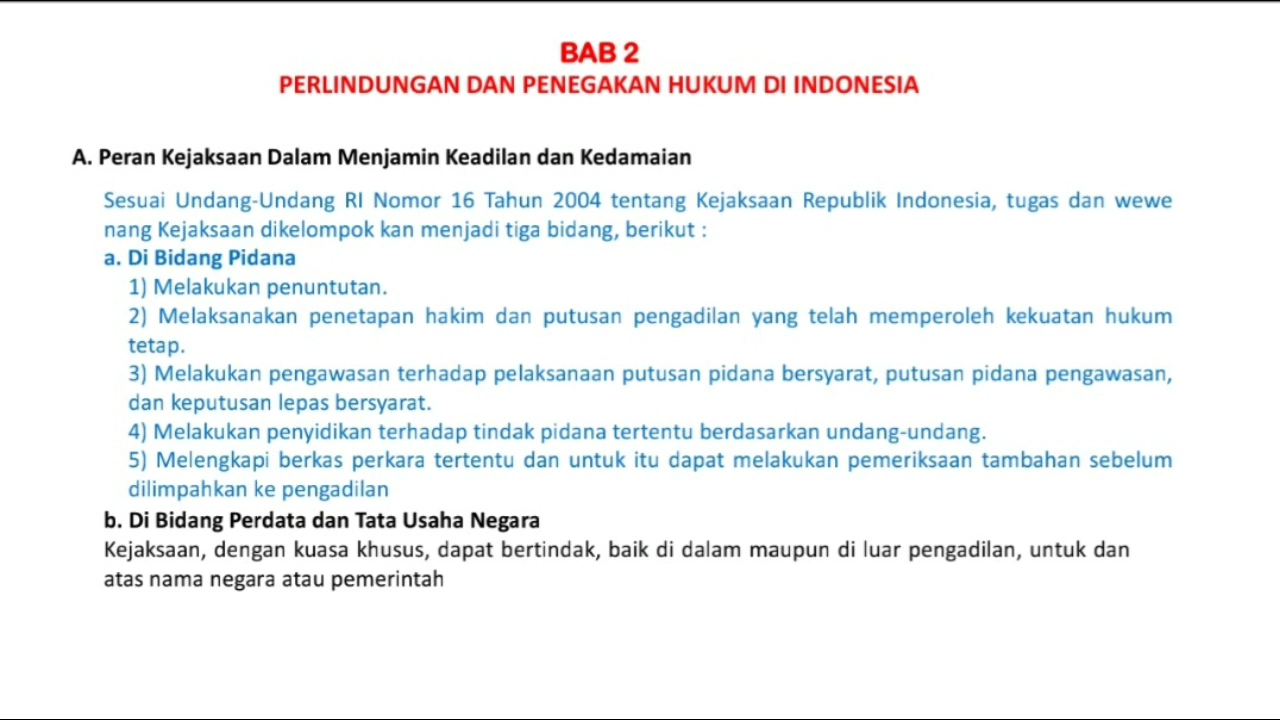 BAB 2
PERLINDUNGAN DAN PENEGAKAN HUKUM DI INDONESIA
A. Peran Kejaksaan Dalam Menjamin Keadilan dan Kedamaian
Sesuai Undang-Undang RI Nomor 16 Tahun 2004 tentang Kejaksaan Republik Indonesia, tugas dan wewe
nang Kejaksaan dikelompok kan menjadi tiga bidang, berikut :
a. Di Bidang Pidana
1) Melakukan penuntutan.
2) Melaksanakan penetapan hakim dan putusan pengadilan yang telah memperoleh kekuatan hukum
tetap.
3) Melakukan pengawasan terhadap pelaksanaan putusan pidana bersyarat, putusan pidana pengawasan,
dan keputusan lepas bersyarat.
4) Melakukan penyidikan terhadap tindak pidana tertentu berdasarkan undang-undang.
5) Melengkapi berkas perkara tertentu dan untuk itu dapat melakukan pemeriksaan tambahan sebelum
dilimpahkan ke pengadilan
b. Di Bidang Perdata dan Tata Usaha Negara
Kejaksaan, dengan kuasa khusus, dapat bertindak, baik di dalam maupun di luar pengadilan, untuk dan
atas nama negara atau pemerintah